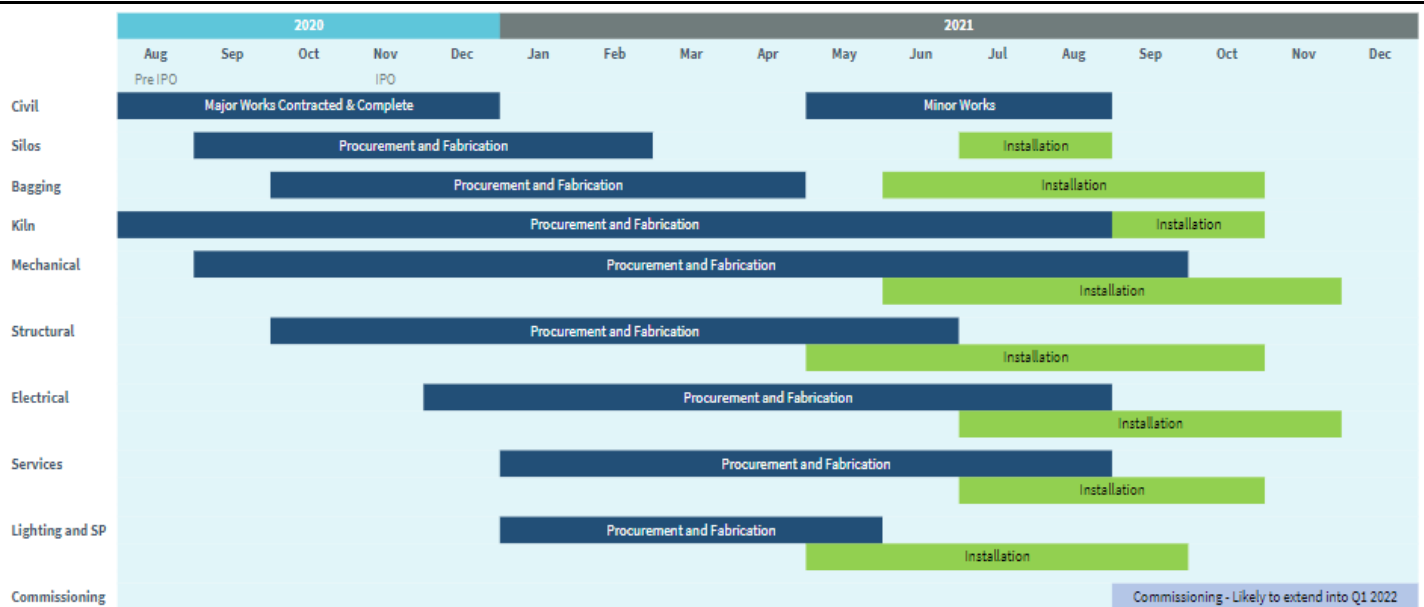 2020 2021
Aug Sep Oct Nov Dec Jan Feb Mar Apr May Jun Jul Aug Sep Oct Nov Dec
Pre IPO IPO
Civil Major Works Contracted & Complete Minor Works
Silos Procurement and Fabrication Installation
Bagging Procurement and Fabrication Installation
Kiln Procurement and Fabrication Installation
Mechanical Procurement and Fabrication
Installation
Structural Procurement and Fabrication
Installation
Electrical Procurement and Fabrication
Installation
Services Procurement and Fabrication
Installation
Lighting and SP Procurement and Fabrication
Installation
Commissioning Commissioning - Likely to extend into Q1 2022